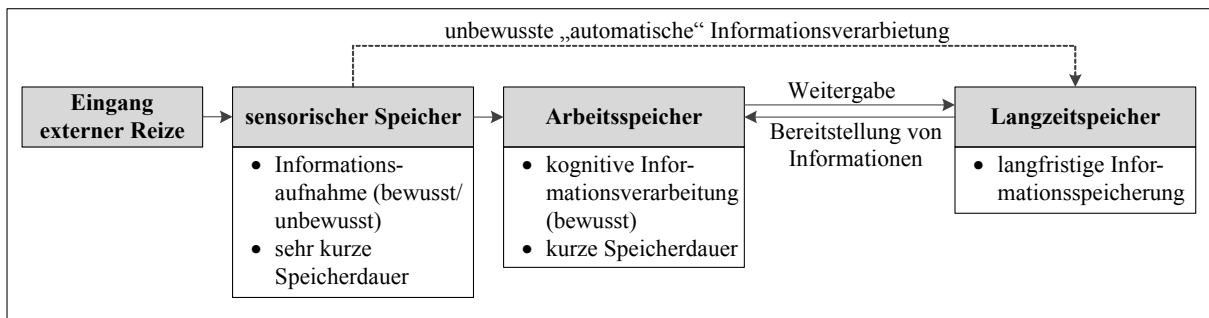 unbewusste „automatische“ Informationsverarbietung
Eingang
externer Reize
sensorischer Speicher
• Informations-
aufnahme (bewusst/
unbewusst)
• sehr kurze
Speicherdauer
Arbeitsspeicher
• kognitive Infor-
mationsverarbeitung
(bewusst)
• kurze Speicherdauer
Weitergabe
Bereitstellung von
Informationen
Langzeitspeicher
• langfristige Infor-
mationsspeicherung